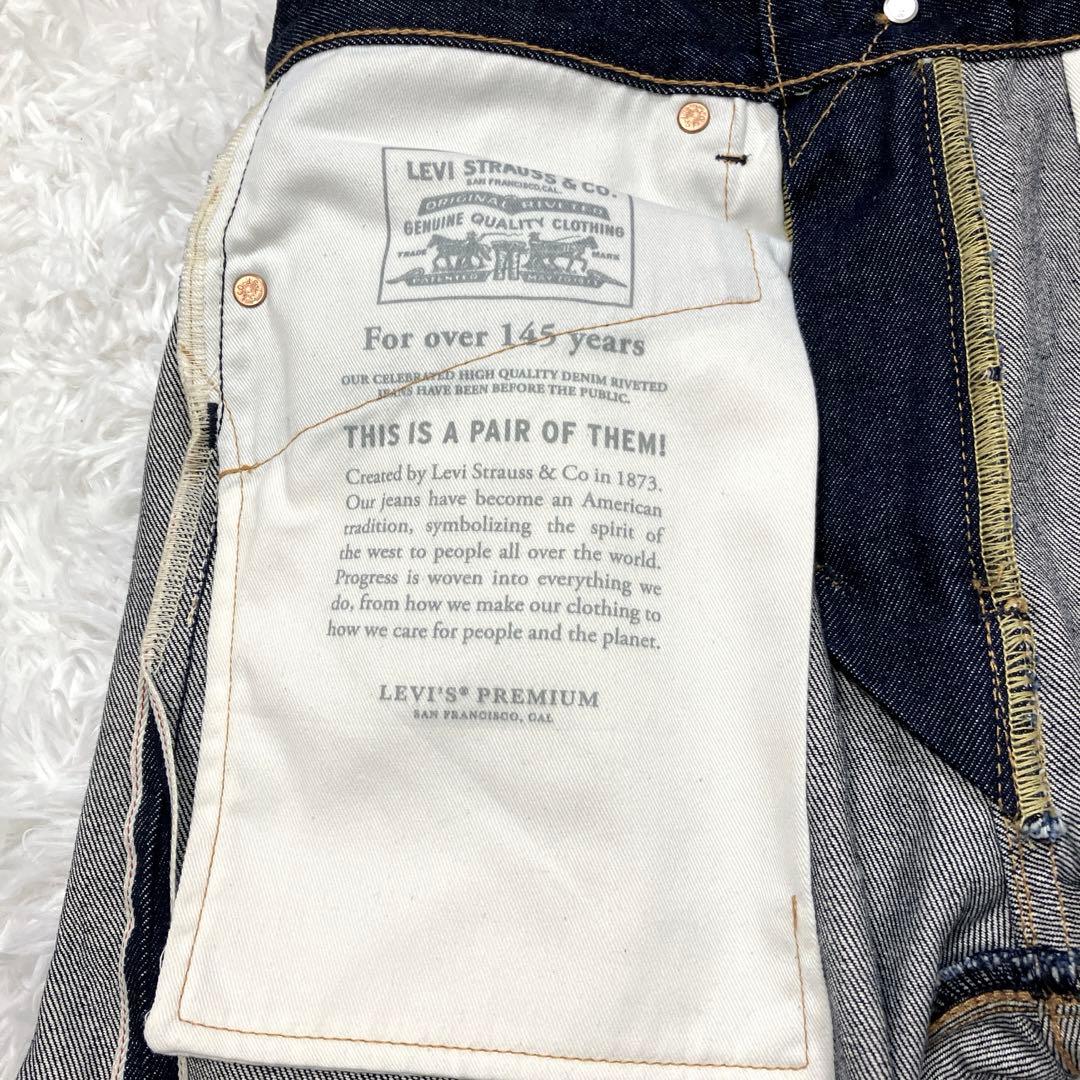 LEVI STRAUSS & CO.
SAN FRANCISCO, CAL.
ORIGINAL RIVETED
GENUINE QUALITY CLOTHING
TRADE MARK
For over 145 years
OUR CELEBRATED HIGH QUALITY DENIM RIVETED
JEANS HAVE BEEN BEFORE THE PUBLIC.
THIS IS A PAIR OF THEM!
Created by Levi Strauss & Co in 1873.
Our jeans have become an American
tradition, symbolizing the spirit of
the west to people all over the world.
Progress is woven into everything we
do, from how we make our clothing to
how we care for people and the planet.
LEVI'S® PREMIUM
SAN FRANCISCO, CAL